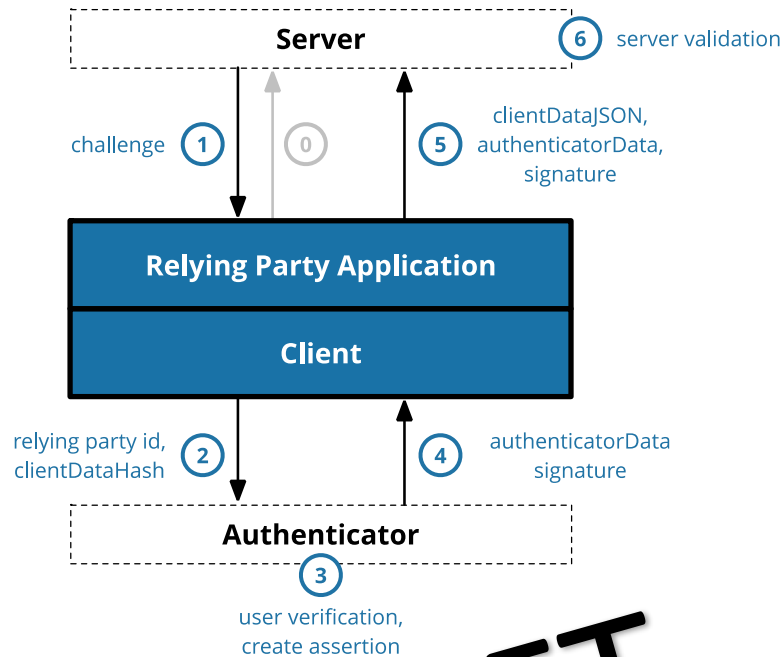 Server
6 server validation
challenge 1
0
5
clientDataJSON,
authenticatorData,
signature
Relying Party Application
Client
relying party id,
clientDataHash
2
4
authenticatorData
signature
Authenticator
3
user verification,
create assertion